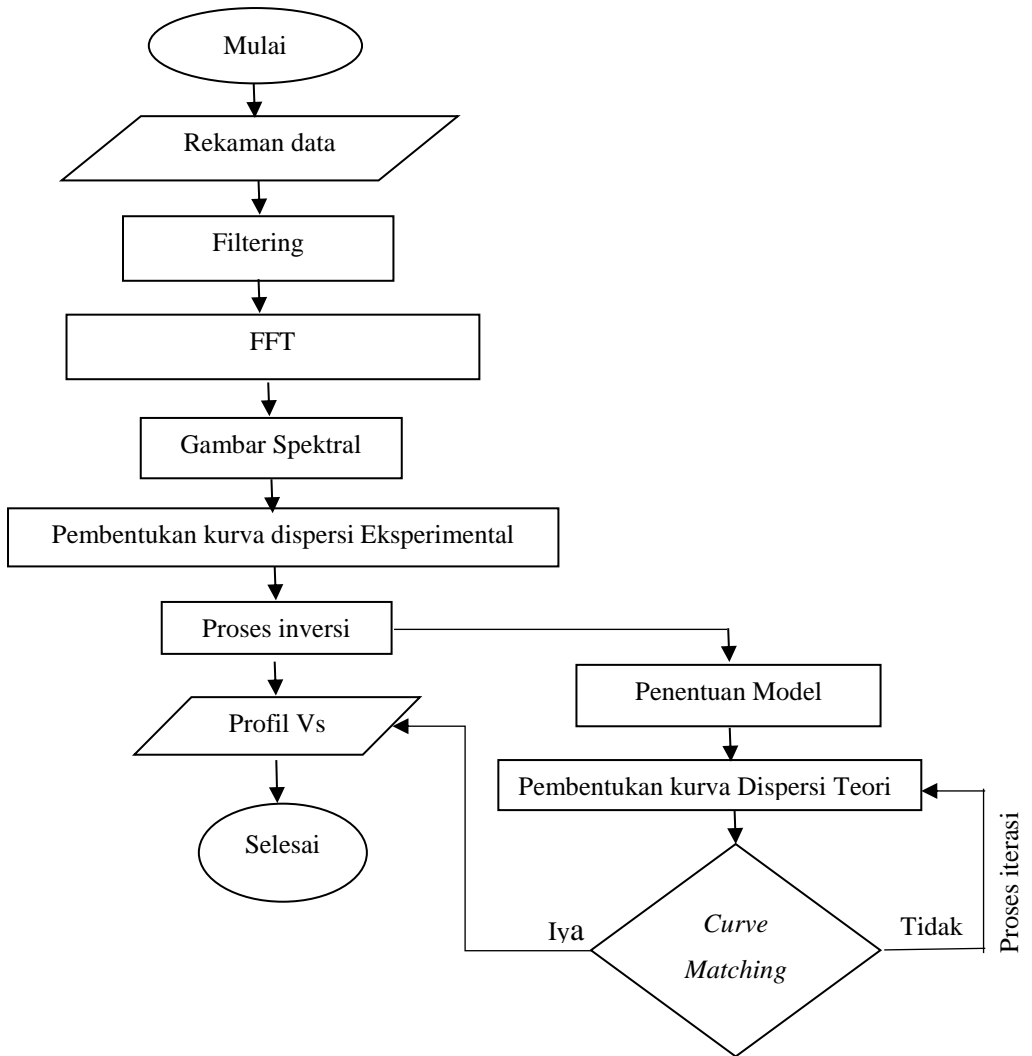 Mulai
Rekaman data
Filtering
FFT
Gambar Spektral
Pembentukan kurva dispersi Eksperimental
Proses inversi
Penentuan Model
Profil Vs
Pembentukan kurva Dispersi Teori
Selesai
Iya
Curve
Matching
Tidak
Proses iterasi